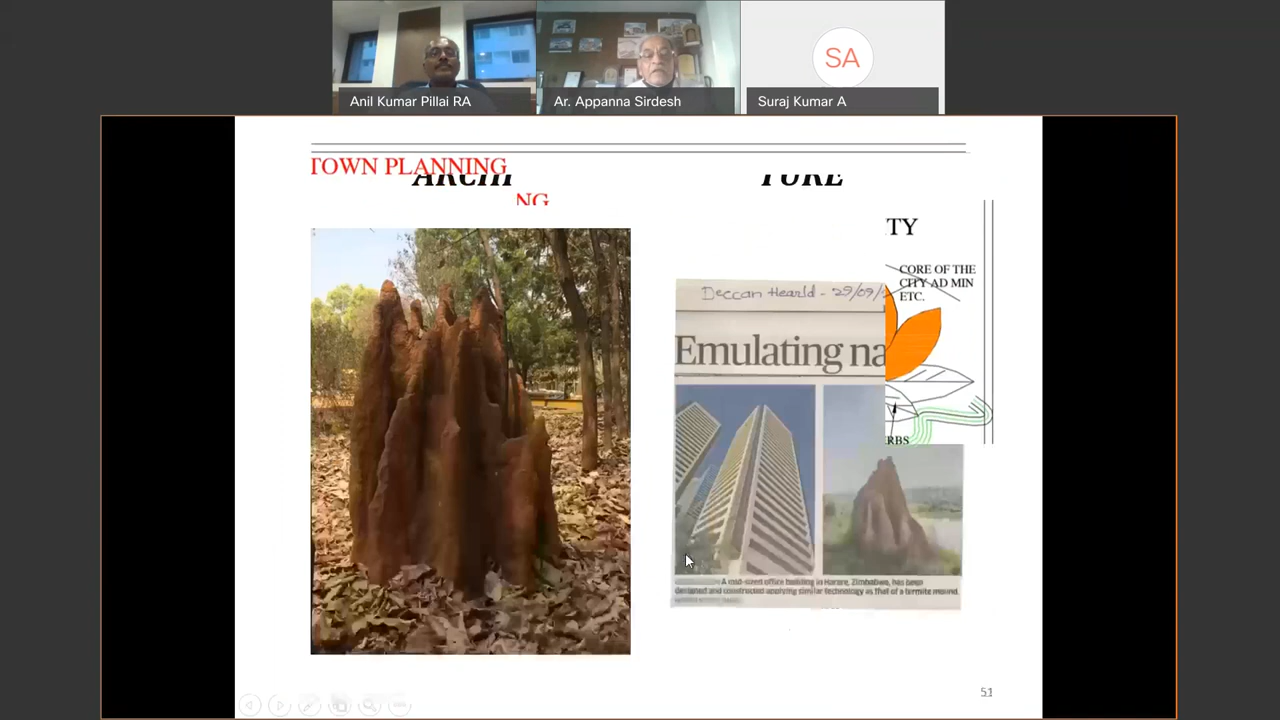 SA
Anil Kumar Pillai RA
Ar. Appanna Sirdesh
Suraj Kumar A
TOWN PLANNING
ARCHI
TURE
NG
TY
CORE OF THE
CITY AD MIN
ETC.
Deccan Hearld - 29/09/
Emulating na
RBS
A mid-sized office building in Harare, Zimbabwe, has been
designed and constructed applying similar technology as that of a termite mound.
51